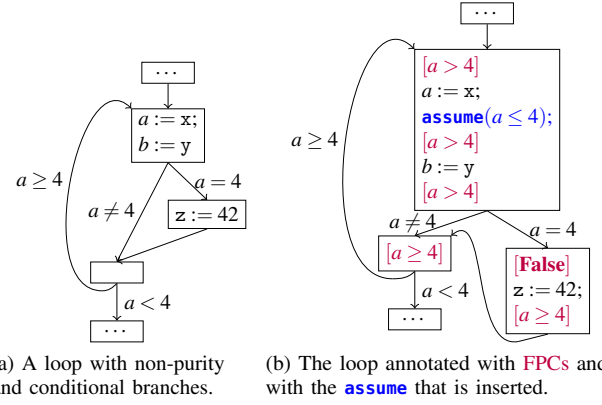 ...
a := x;
b := y
a ≥ 4
a ≠ 4
a = 4
z := 42
a < 4
...
(a) A loop with non-purity
and conditional branches.
...
[a > 4]
a := x;
assume(a ≤ 4);
[a > 4]
b := y
[a > 4]
a ≥ 4
a ≠ 4
a = 4
[a ≥ 4]
[False]
z := 42;
[a ≥ 4]
a < 4
...
(b) The loop annotated with FPCs and
with the assume that is inserted.